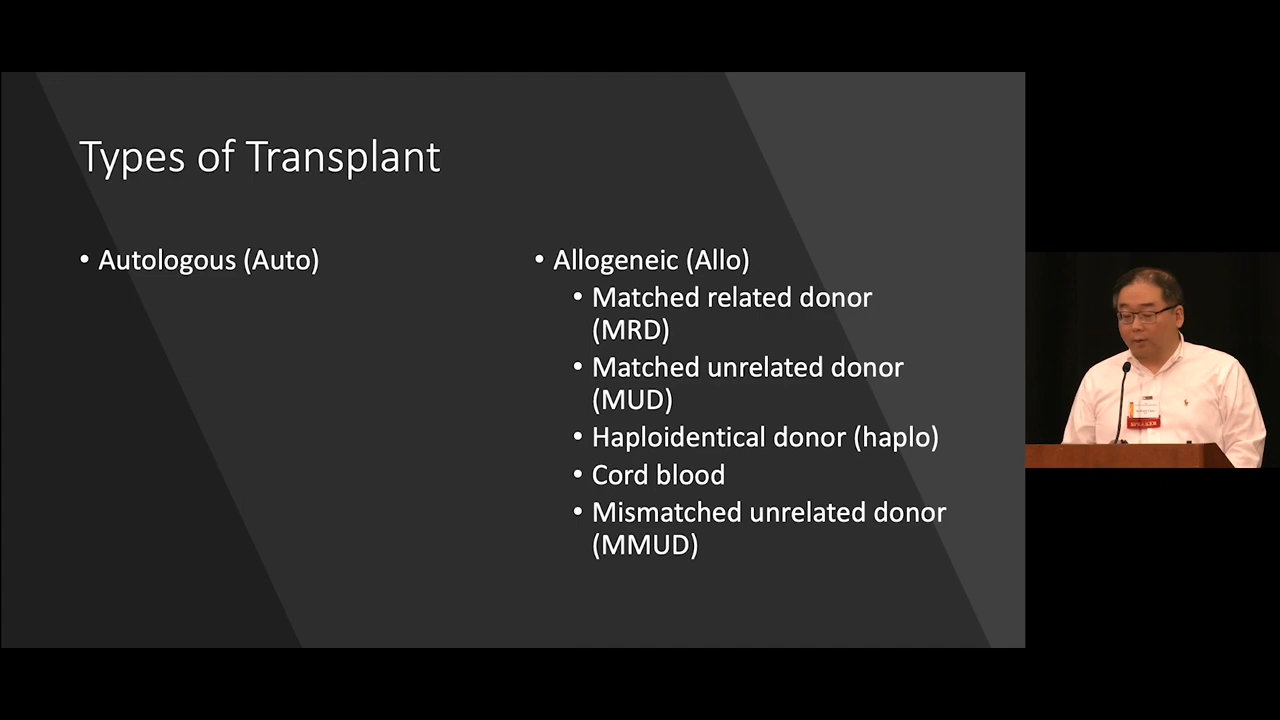 Types of Transplant
• Autologous (Auto)
• Allogeneic (Allo)
• Matched related donor
(MRD)
• Matched unrelated donor
(MUD)
• Haploidentical donor (haplo)
• Cord blood
• Mismatched unrelated donor
(MMUD)
SPEAKER